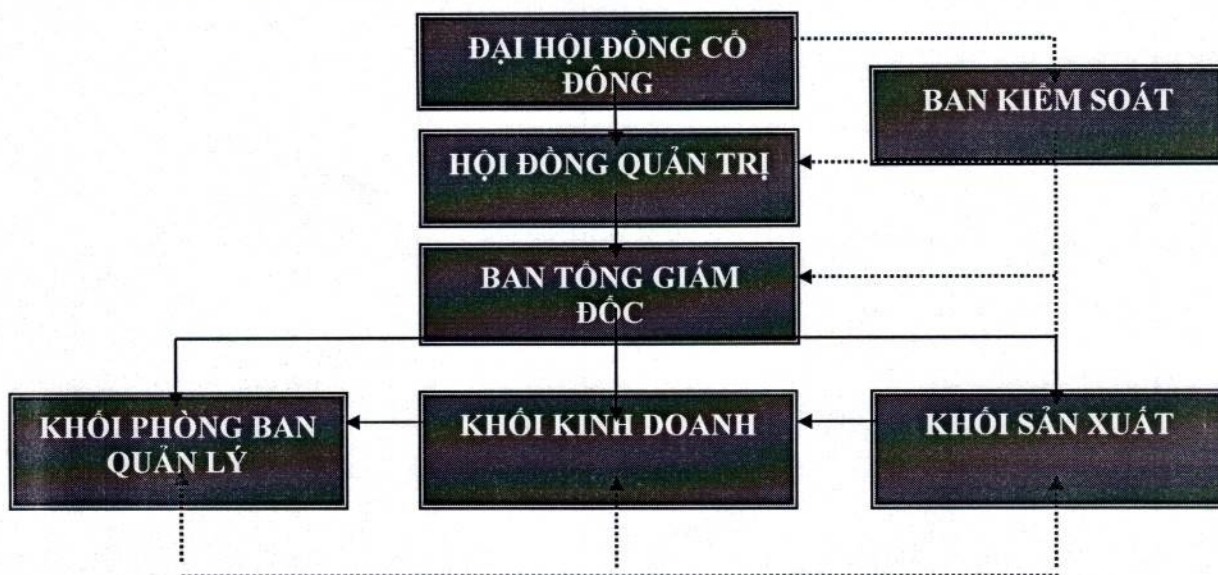 ĐẠI HỘI ĐỒNG CỔ
ĐÔNG
BAN KIỂM SOÁT
HỘI ĐỒNG QUẢN TRỊ
BAN TỔNG GIÁM
ĐỐC
KHỐI PHÒNG BAN
QUẢN LÝ
KHỐI KINH DOANH
KHỐI SẢN XUẤT